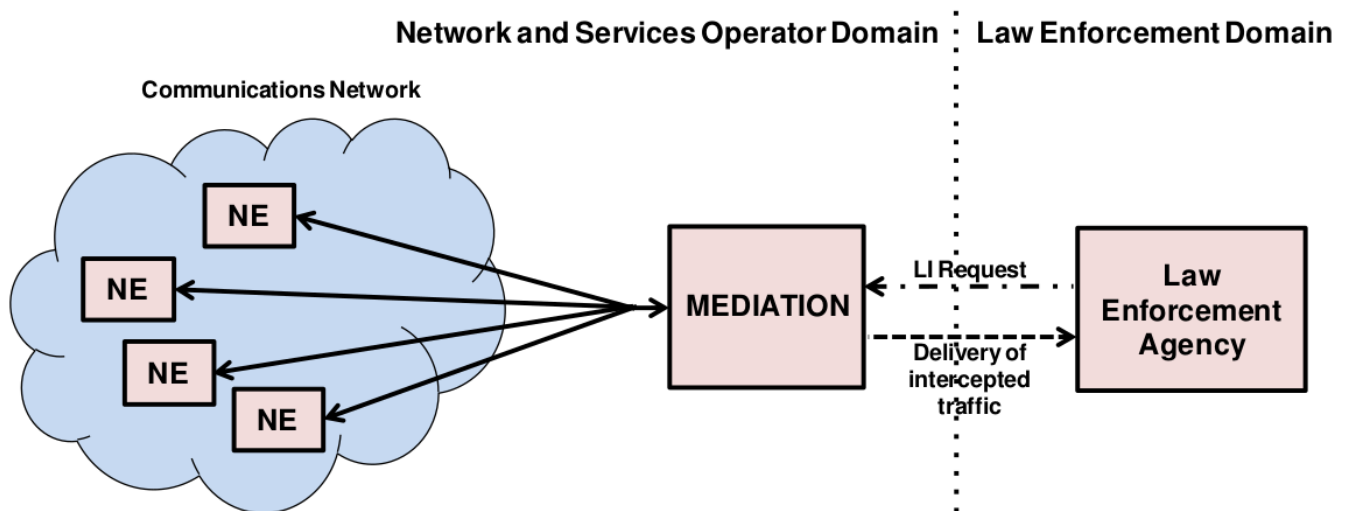 Network and Services Operator Domain
Law Enforcement Domain
Communications Network
NE
NE
NE
NE
MEDIATION
LI Request
Delivery of
intercepted
traffic
Law
Enforcement
Agency